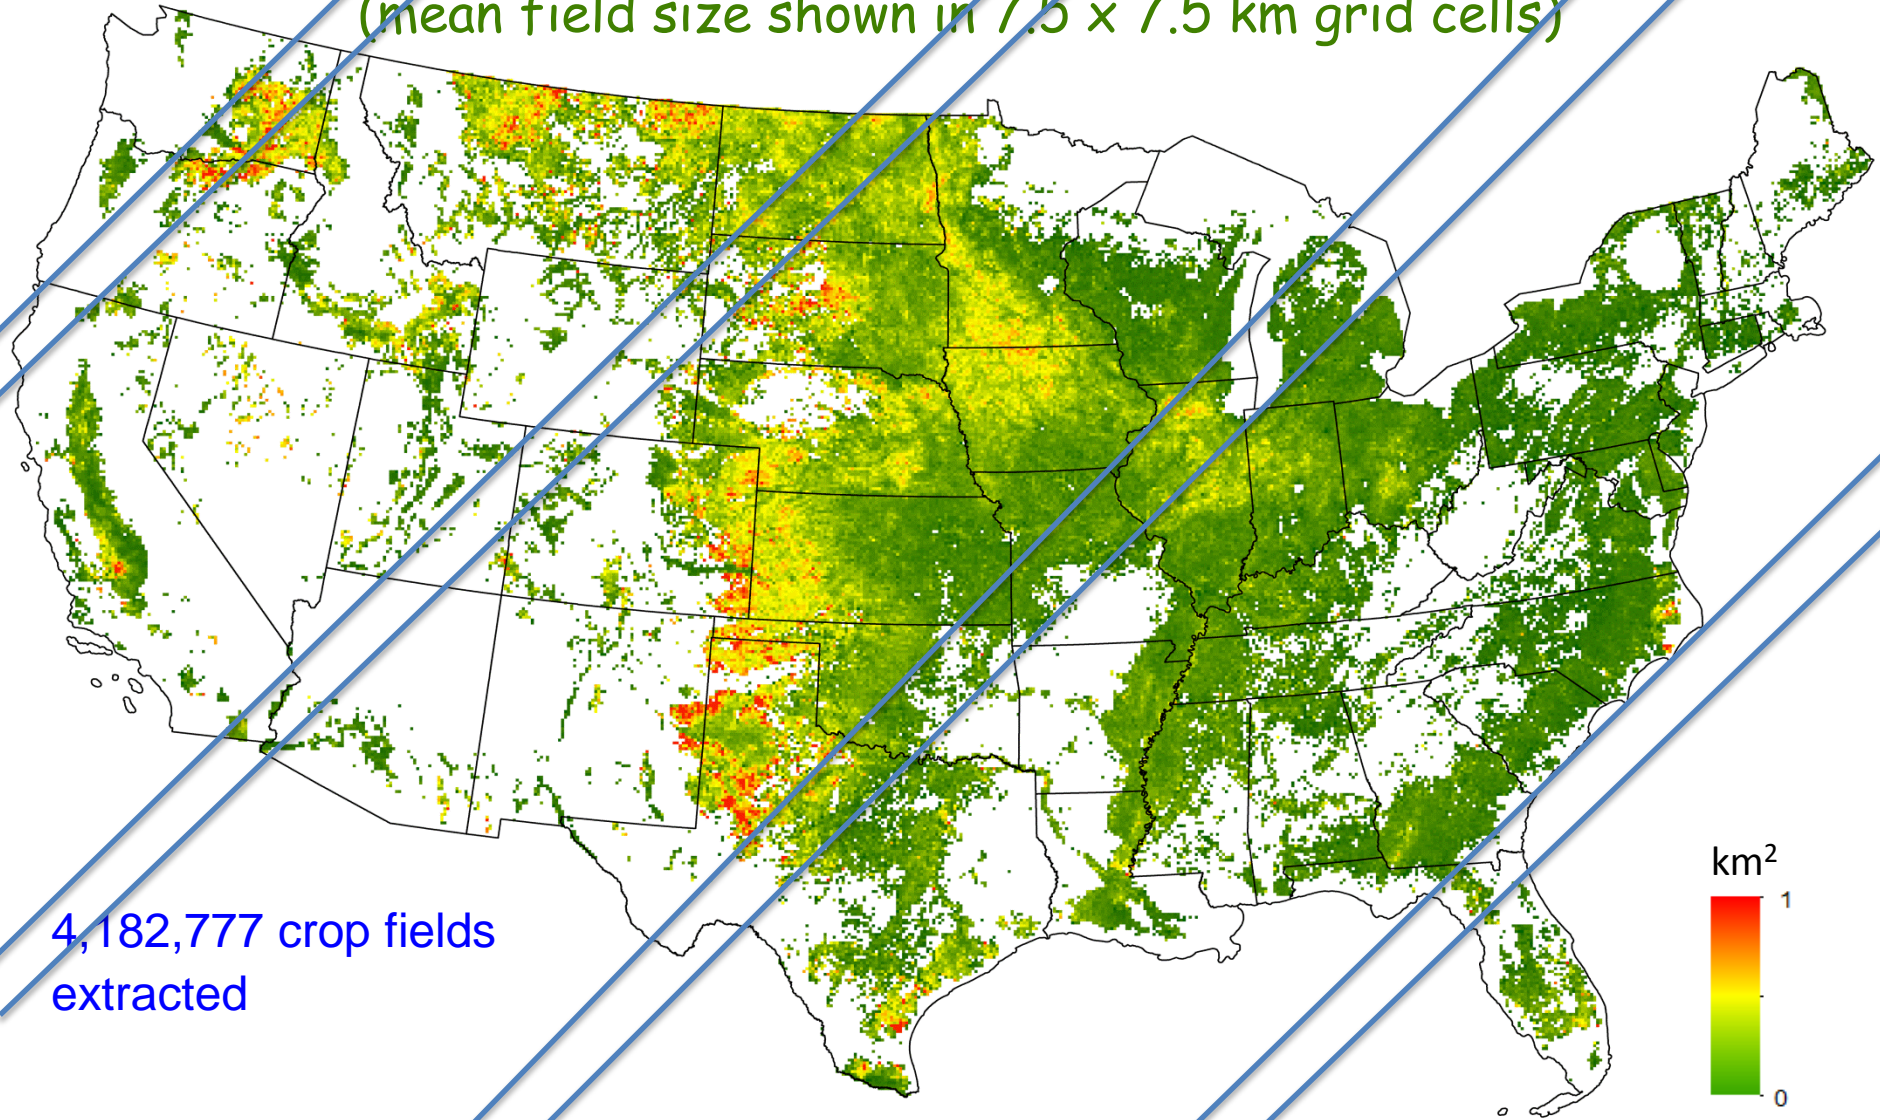 (mean field size shown in 7.5 x 7.5 km grid cells)
km²
1
0
4,182,777 crop fields
extracted